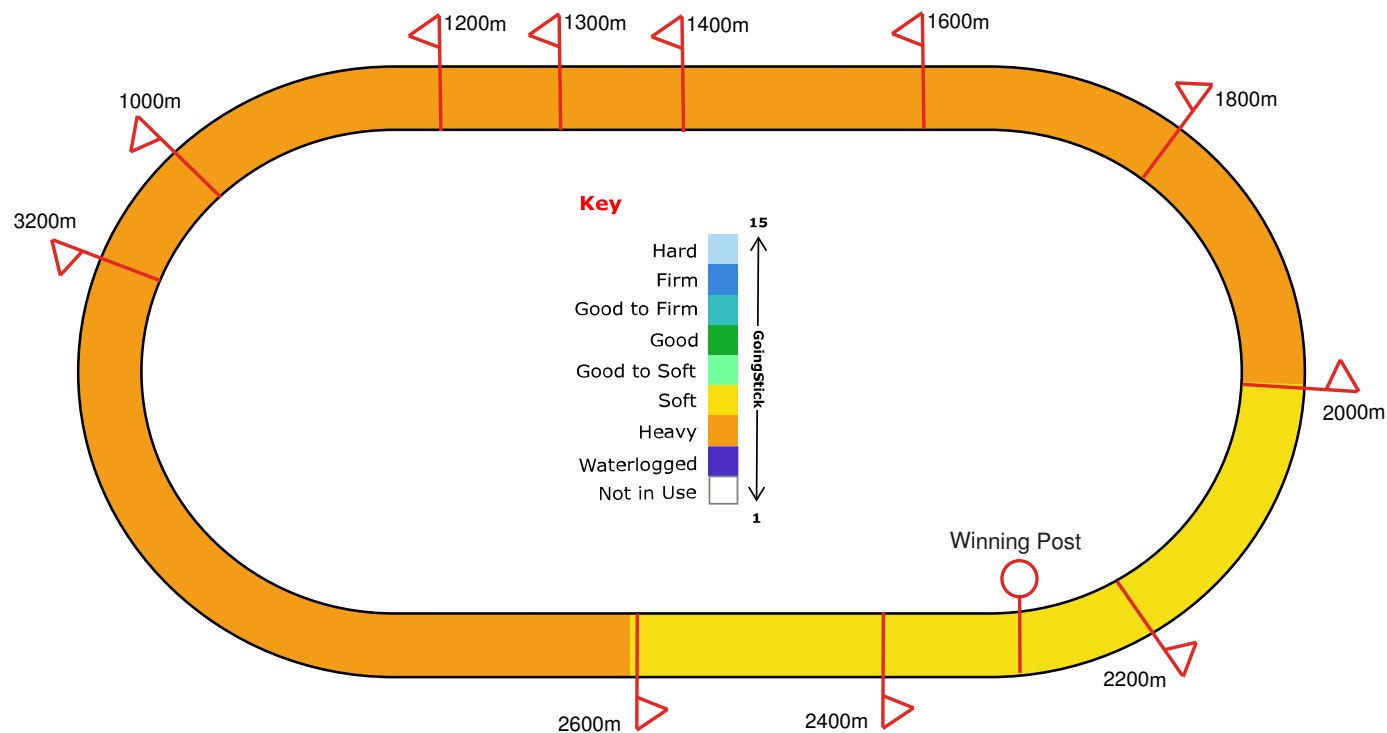 1200m
1300m
1400m
1600m
1000m
1800m
3200m
Key
15
Hard
Firm
Good to Firm
Good
Good to Soft
Soft
Heavy
Waterlogged
Not in Use
GoingStick
1
2000m
Winning Post
2200m
2600m
2400m